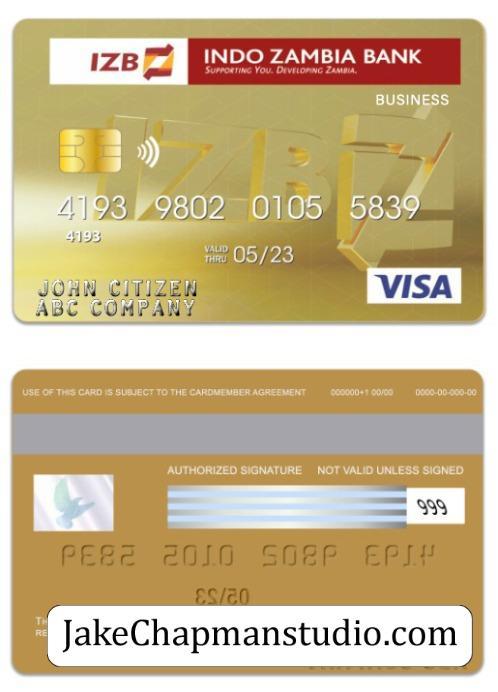 IZB INDO ZAMBIA BANK
SUPPORTING YOU. DEVELOPING ZAMBIA.
BUSINESS
IZB
4193 9802 0105 5839
4193
VALID THRU 05/23
JOHN CITIZEN
ABC COMPANY
VISA
USE OF THIS CARD IS SUBJECT TO THE CARDMEMBER AGREEMENT 000000+1 00/00 0000-00-000-00
AUTHORIZED SIGNATURE NOT VALID UNLESS SIGNED
999
4193 9802 0105 5839
05/23
JakeChapmanstudio.com